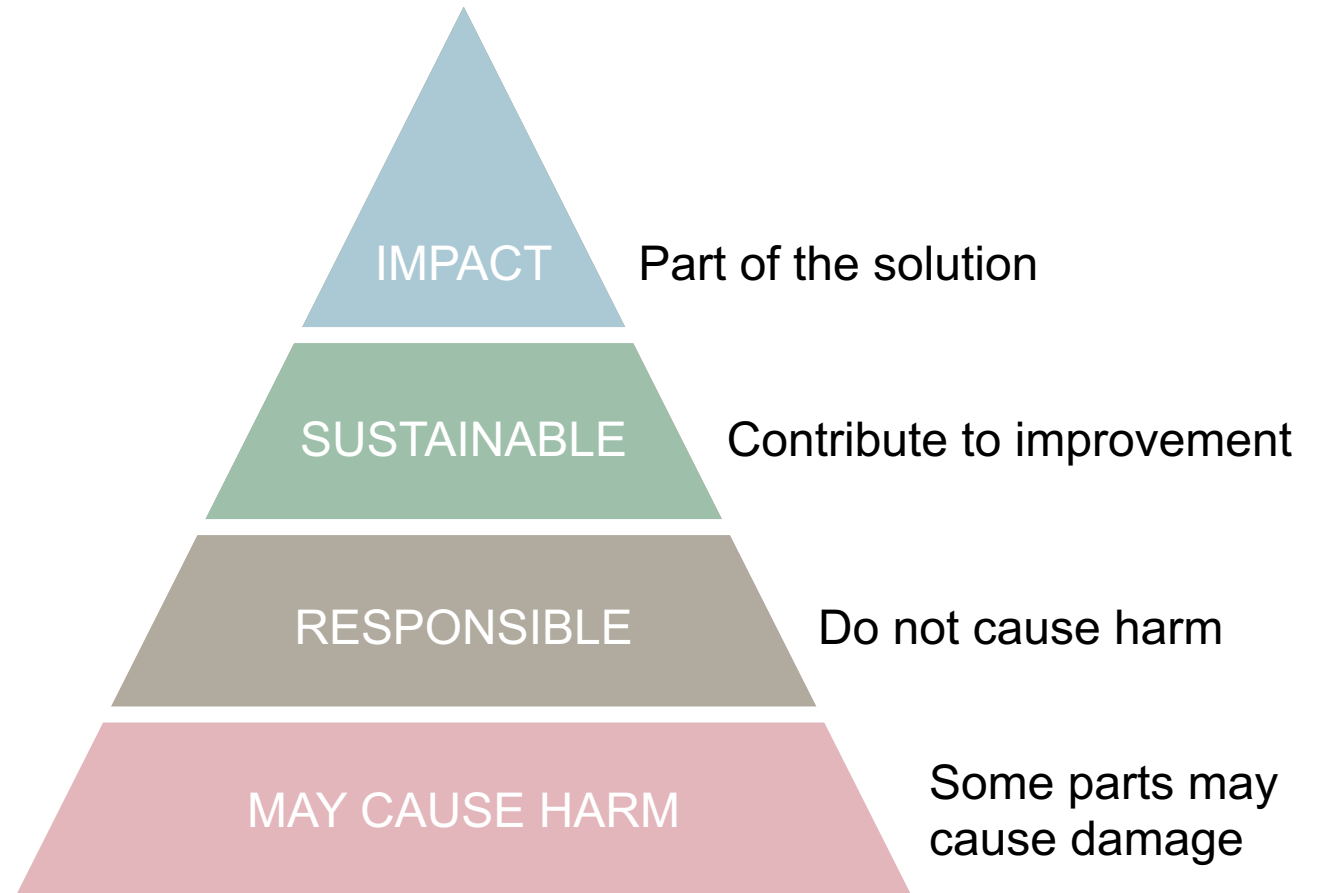 IMPACT
Part of the solution
SUSTAINABLE
Contribute to improvement
RESPONSIBLE
Do not cause harm
MAY CAUSE HARM
Some parts may
cause damage